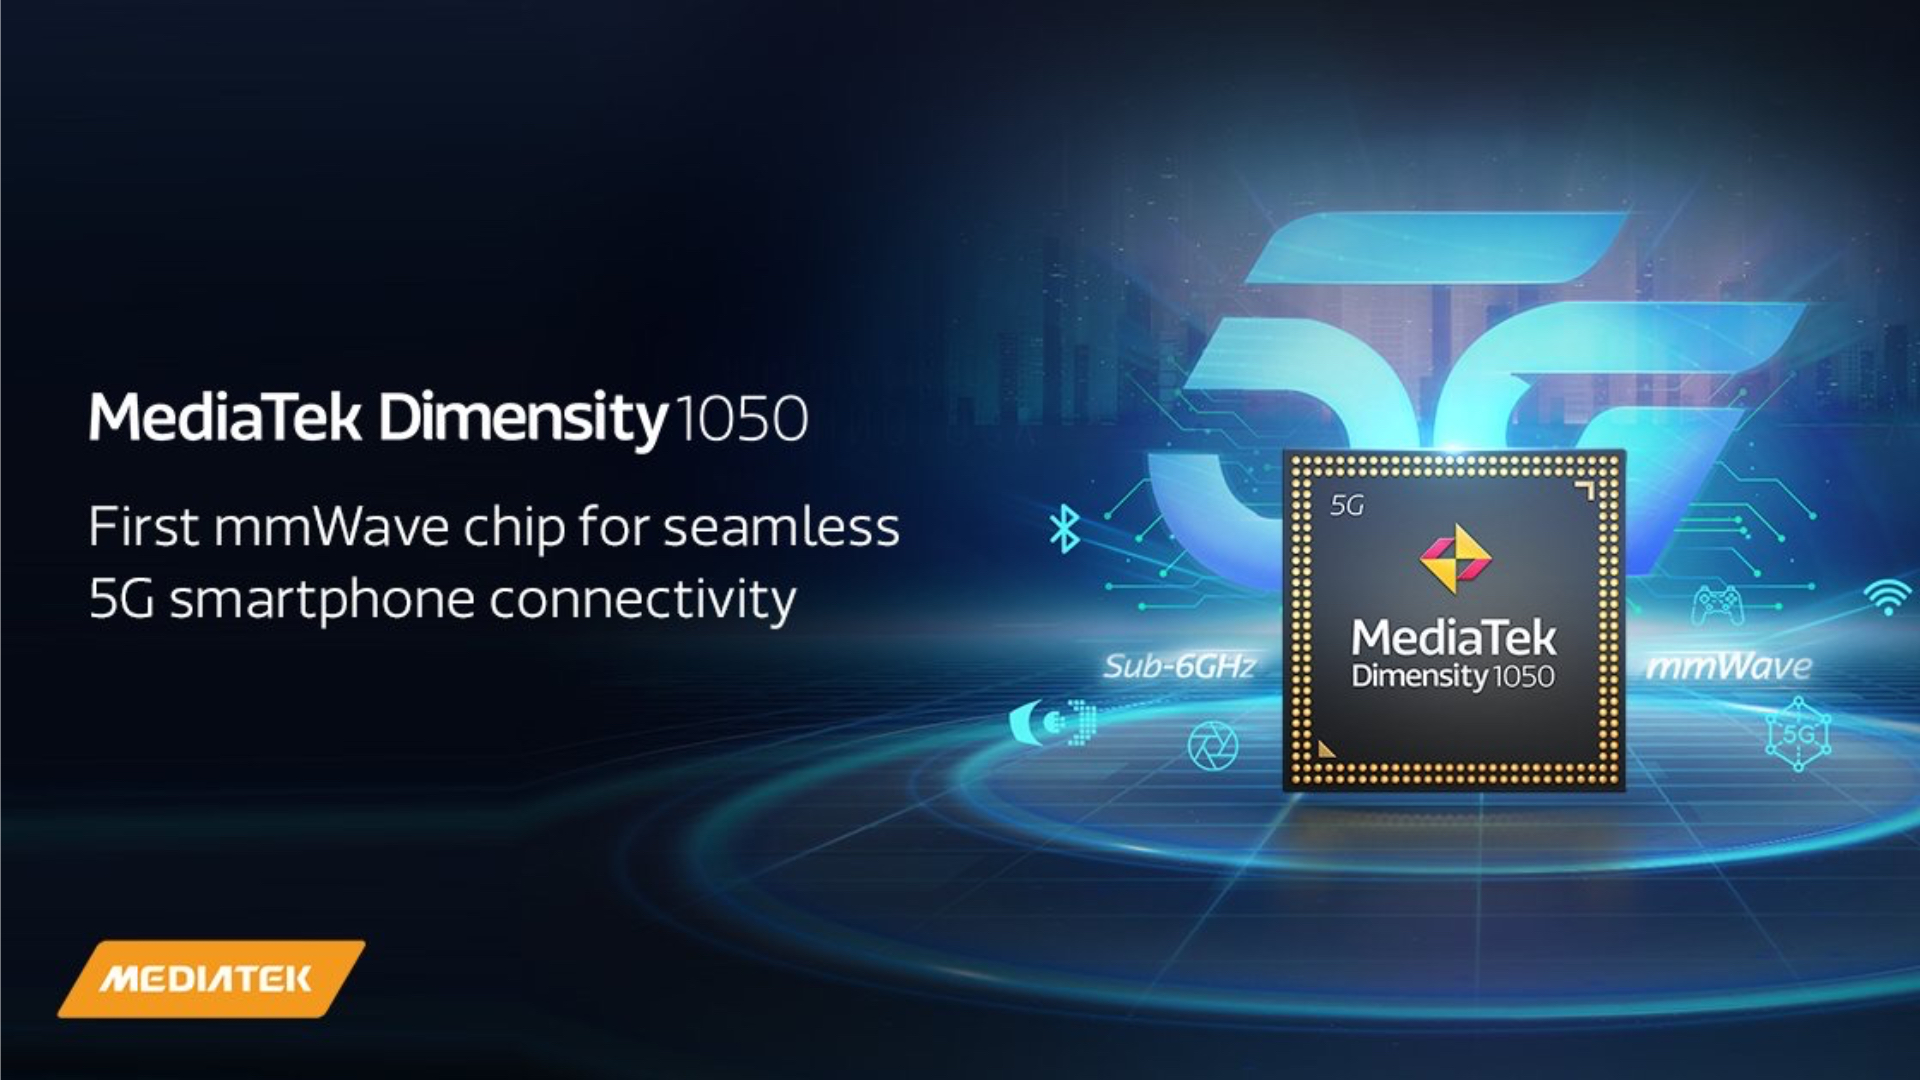 MediaTek Dimensity 1050
First mmWave chip for seamless
5G smartphone connectivity
MEDIATEK
5G
5G
MediaTek
Dimensity 1050
Sub-6GHz
mmWave
5G